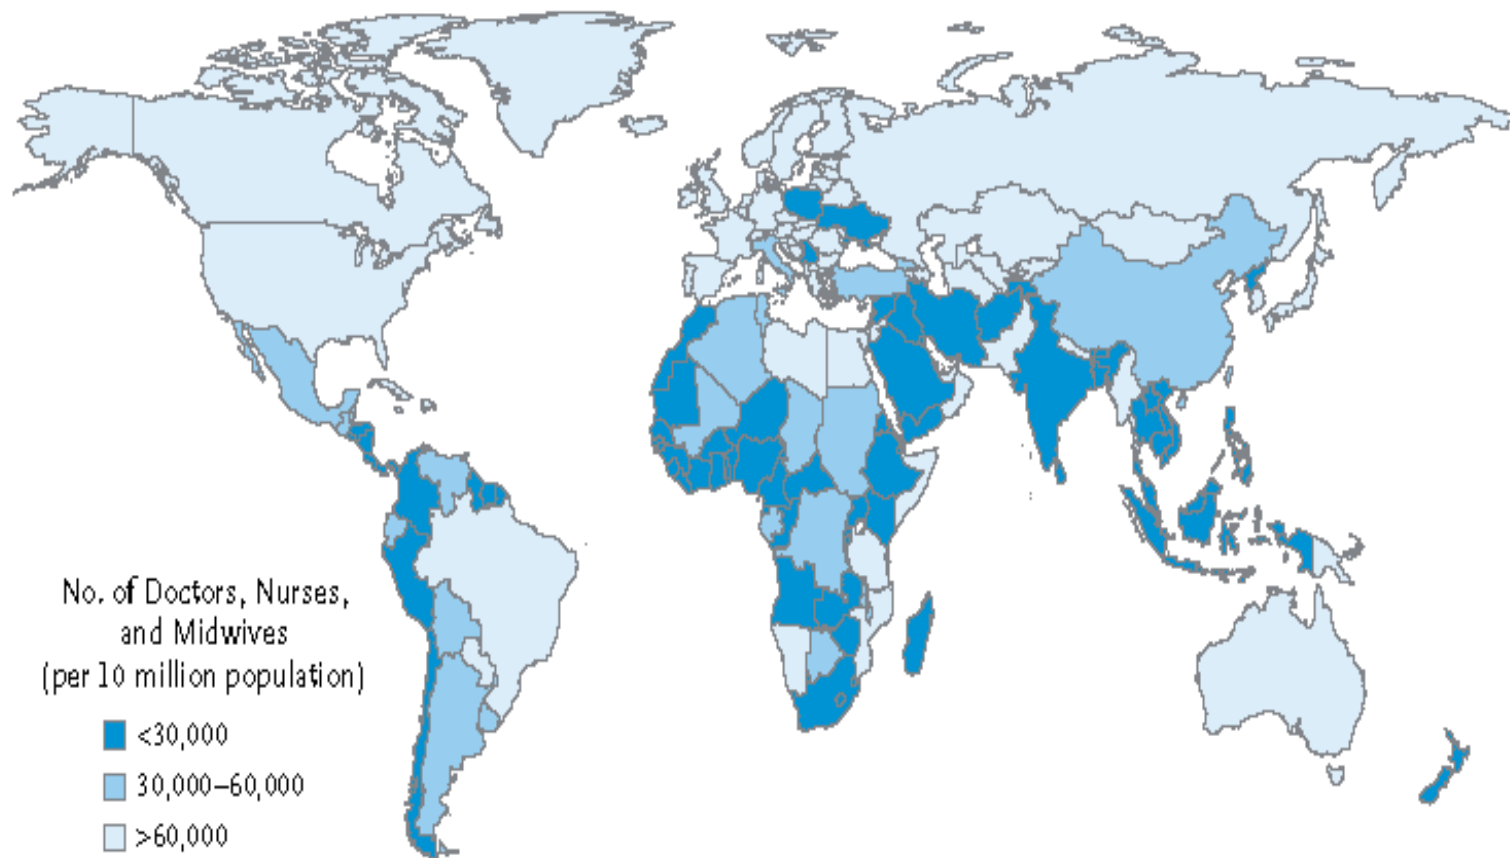 No. of Doctors, Nurses,
and Midwives
(per 10 million population)
<30,000
30,000–60,000
>60,000